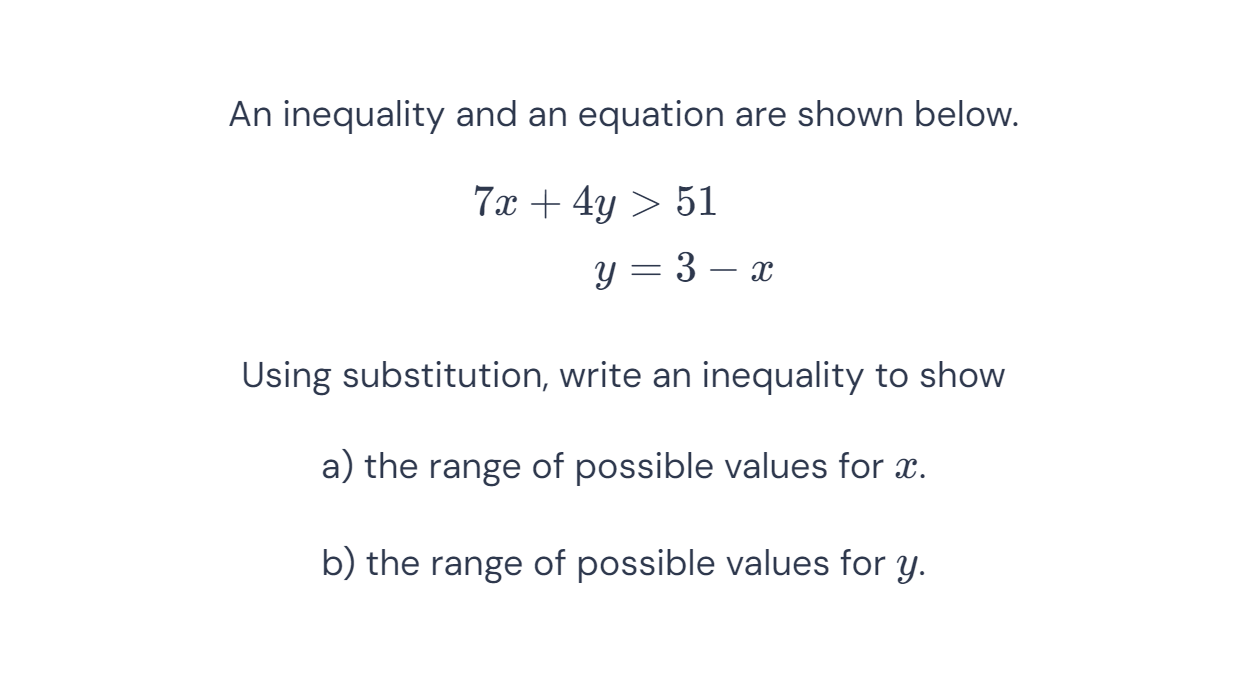 An inequality and an equation are shown below.
7x + 4y > 51
y = 3 − x
Using substitution, write an inequality to show
a) the range of possible values for x.
b) the range of possible values for y.